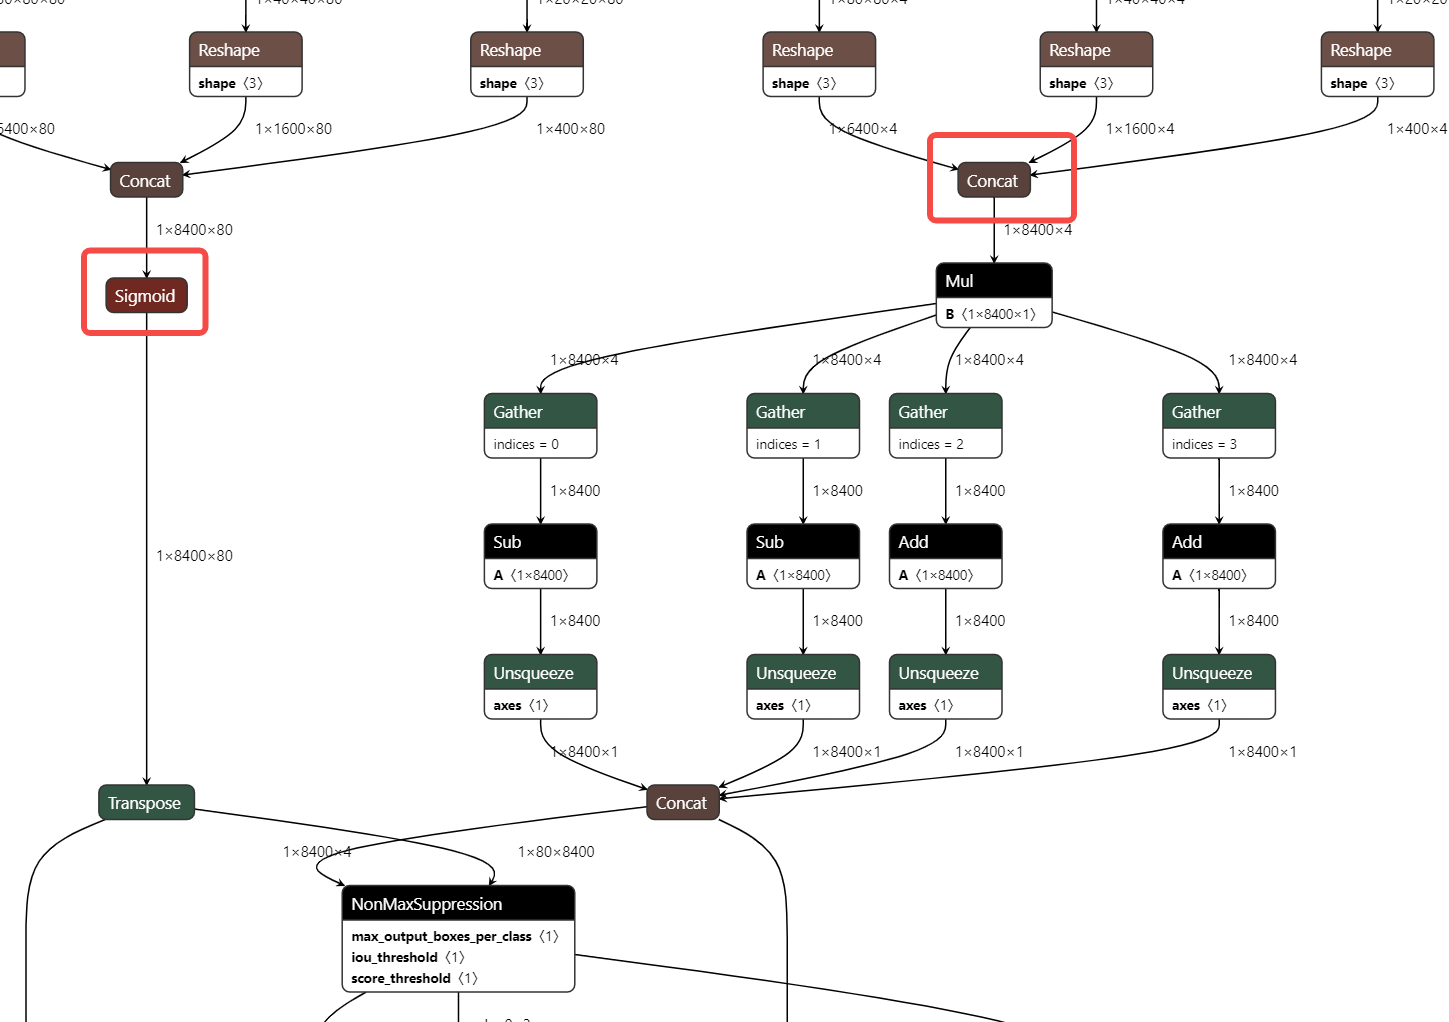 Reshape
shape 〈3〉
Reshape
shape 〈3〉
Reshape
shape 〈3〉
Reshape
shape 〈3〉
Reshape
shape 〈3〉
1×1600×80
1×400×80
1×6400×4
1×1600×4
1×400×4
Concat
Concat
1×8400×80
1×8400×4
Sigmoid
Mul
B 〈1×8400×1〉
1×8400×4
1×8400×4
1×8400×4
1×8400×4
Gather
indices = 0
Gather
indices = 1
Gather
indices = 2
Gather
indices = 3
1×8400
1×8400
1×8400
1×8400
Sub
A 〈1×8400〉
Sub
A 〈1×8400〉
Add
A 〈1×8400〉
Add
A 〈1×8400〉
1×8400×80
1×8400
1×8400
1×8400
1×8400
Unsqueeze
axes 〈1〉
Unsqueeze
axes 〈1〉
Unsqueeze
axes 〈1〉
Unsqueeze
axes 〈1〉
1×8400×1
1×8400×1
1×8400×1
1×8400×1
Transpose
Concat
1×8400×4
1×80×8400
NonMaxSuppression
max_output_boxes_per_class 〈1〉
iou_threshold 〈1〉
score_threshold 〈1〉